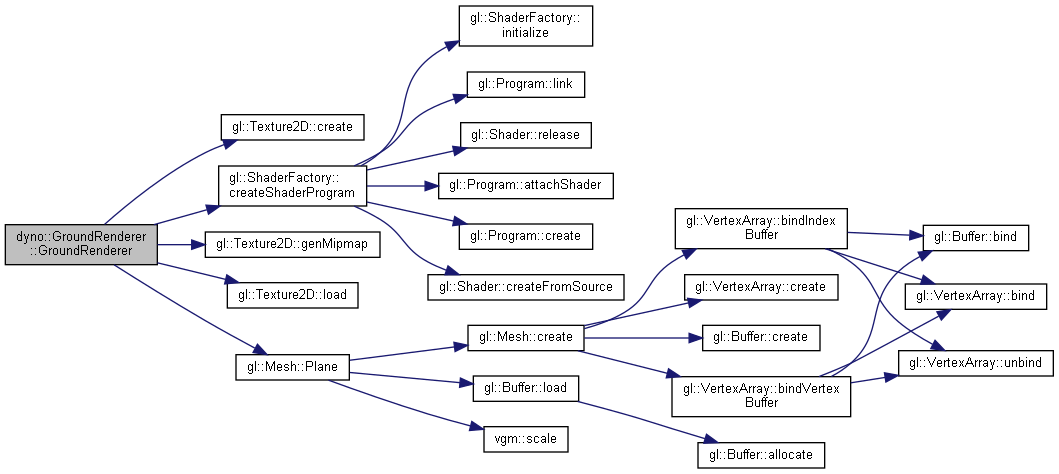 gl::ShaderFactory::
initialize
gl::Program::link
gl::Texture2D::create
gl::Shader::release
gl::ShaderFactory::
createShaderProgram
gl::Program::attachShader
dyno::GroundRenderer
::GroundRenderer
gl::Texture2D::genMipmap
gl::Program::create
gl::VertexArray::bindIndex
Buffer
gl::Buffer::bind
gl::Texture2D::load
gl::Shader::createFromSource
gl::VertexArray::create
gl::VertexArray::bind
gl::Mesh::create
gl::Buffer::create
gl::Mesh::Plane
gl::VertexArray::unbind
gl::Buffer::load
gl::VertexArray::bindVertex
Buffer
vgm::scale
gl::Buffer::allocate